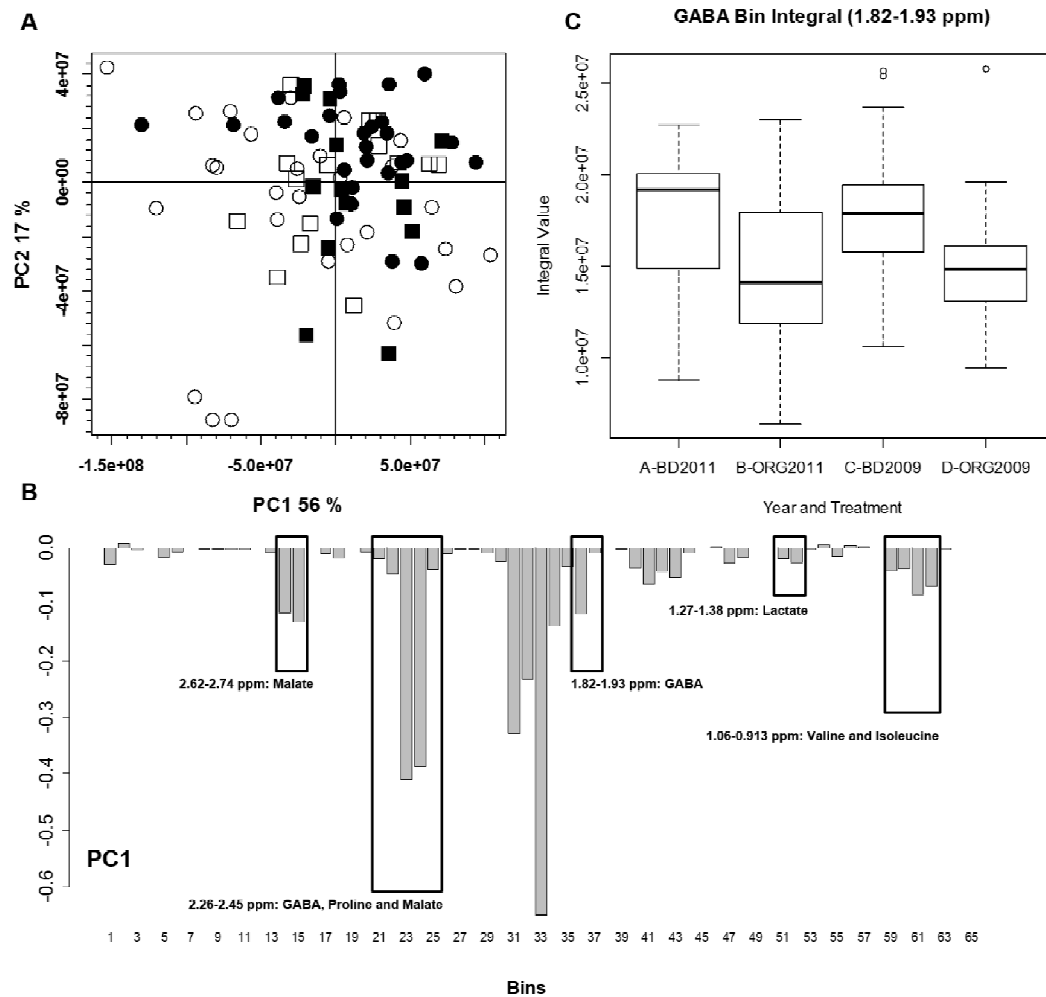 A
PC2 17 %
4e+07
0e+00
-4e+07
-8e+07
-1.5e+08
-5.0e+07
5.0e+07
PC1 56 %
C
GABA Bin Integral (1.82-1.93 ppm)
Integral Value
2.5e+07
2.0e+07
1.5e+07
1.0e+07
A-BD2011
B-ORG2011
C-BD2009
D-ORG2009
Year and Treatment
B
0.0
-0.1
-0.2
-0.3
-0.4
-0.5
-0.6
2.62-2.74 ppm: Malate
2.26-2.45 ppm: GABA, Proline and Malate
1.82-1.93 ppm: GABA
1.27-1.38 ppm: Lactate
1.06-0.913 ppm: Valine and Isoleucine
PC1
1 3 5 7 9 11 13 15 17 19 21 23 25 27 29 31 33 35 37 39 41 43 45 47 49 51 53 55 57 59 61 63 65
Bins